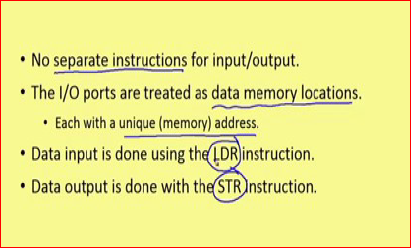 • No separate instructions for input/output.
• The I/O ports are treated as data memory locations.
• Each with a unique (memory) address.
• Data input is done using the LDR instruction.
• Data output is done with the STR instruction.